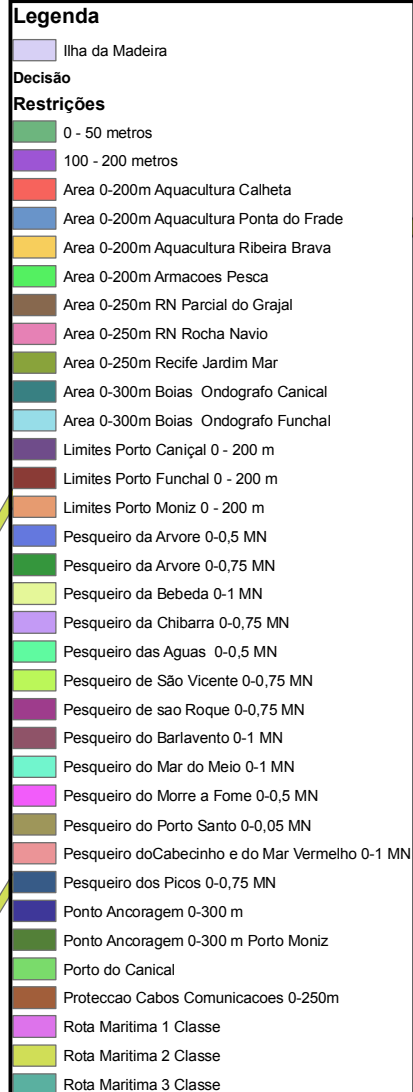 Legenda
Ilha da Madeira
Decisão
Restrições
0 - 50 metros
100 - 200 metros
Area 0-200m Aquacultura Calheta
Area 0-200m Aquacultura Ponta do Frade
Area 0-200m Aquacultura Ribeira Brava
Area 0-200m Armacoes Pesca
Area 0-250m RN Parcial do Grajal
Area 0-250m RN Rocha Navio
Area 0-250m Recife Jardim Mar
Area 0-300m Boias  Ondografo Canical
Area 0-300m Boias  Ondografo Funchal
Limites Porto Caniçal 0 - 200 m
Limites Porto Funchal 0 - 200 m
Limites Porto Moniz 0 - 200 m
Pesqueiro da Arvore 0-0,5 MN
Pesqueiro da Arvore 0-0,75 MN
Pesqueiro da Bebeda 0-1 MN
Pesqueiro da Chibarra 0-0,75 MN
Pesqueiro das Aguas  0-0,5 MN
Pesqueiro de São Vicente 0-0,75 MN
Pesqueiro de sao Roque 0-0,75 MN
Pesqueiro do Barlavento 0-1 MN
Pesqueiro do Mar do Meio 0-1 MN
Pesqueiro do Morre a Fome 0-0,5 MN
Pesqueiro do Porto Santo 0-0,05 MN
Pesqueiro doCabecinho e do Mar Vermelho 0-1 MN
Pesqueiro dos Picos 0-0,75 MN
Ponto Ancoragem 0-300 m
Ponto Ancoragem 0-300 m Porto Moniz
Porto do Canical
Proteccao Cabos Comunicacoes 0-250m
Rota Maritima 1 Classe
Rota Maritima 2 Classe
Rota Maritima 3 Classe